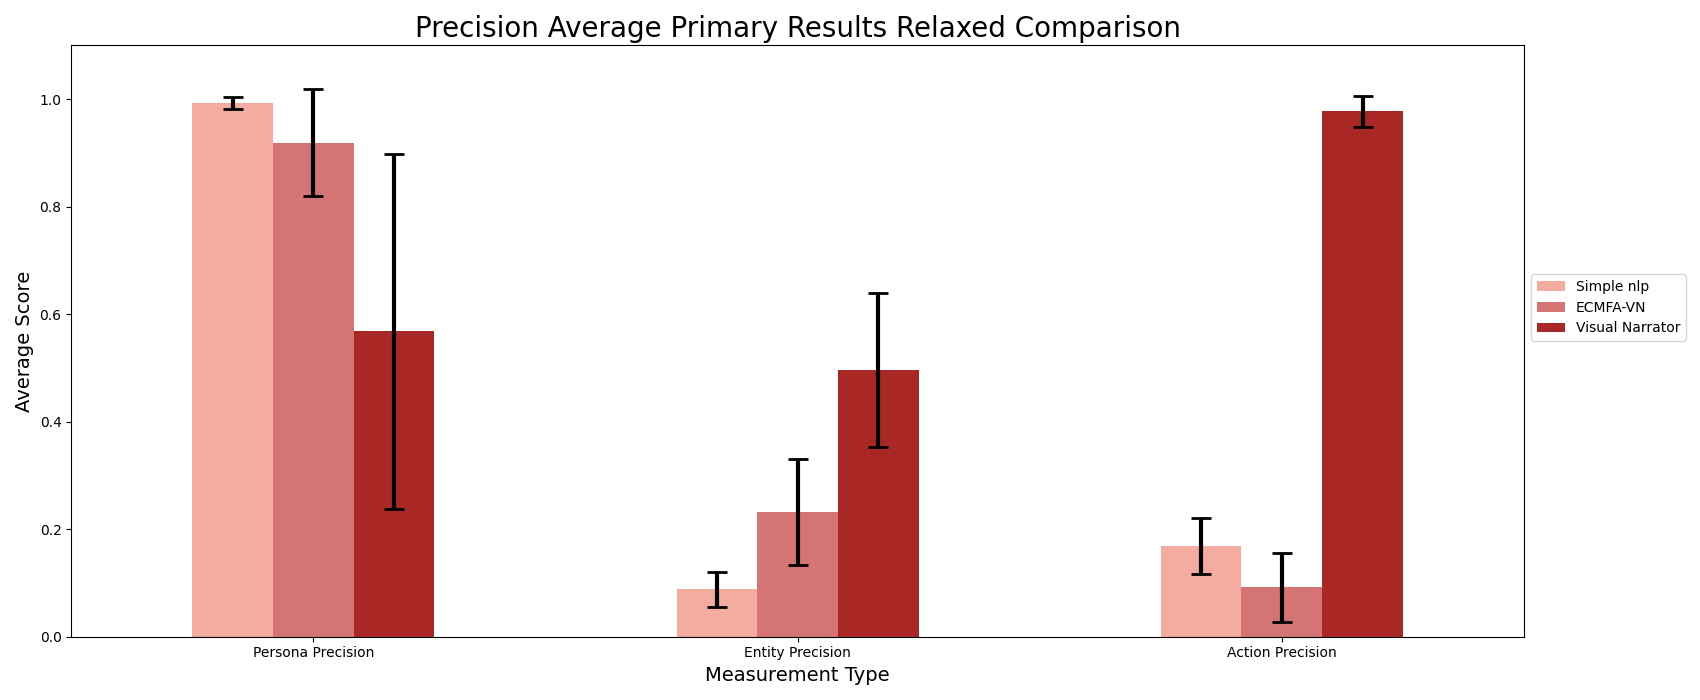 Precision Average Primary Results Relaxed Comparison
Average Score
1.0
0.8
0.6
0.4
0.2
0.0
Persona Precision
Entity Precision
Action Precision
Measurement Type
Simple nlp
ECMFA-VN
Visual Narrator